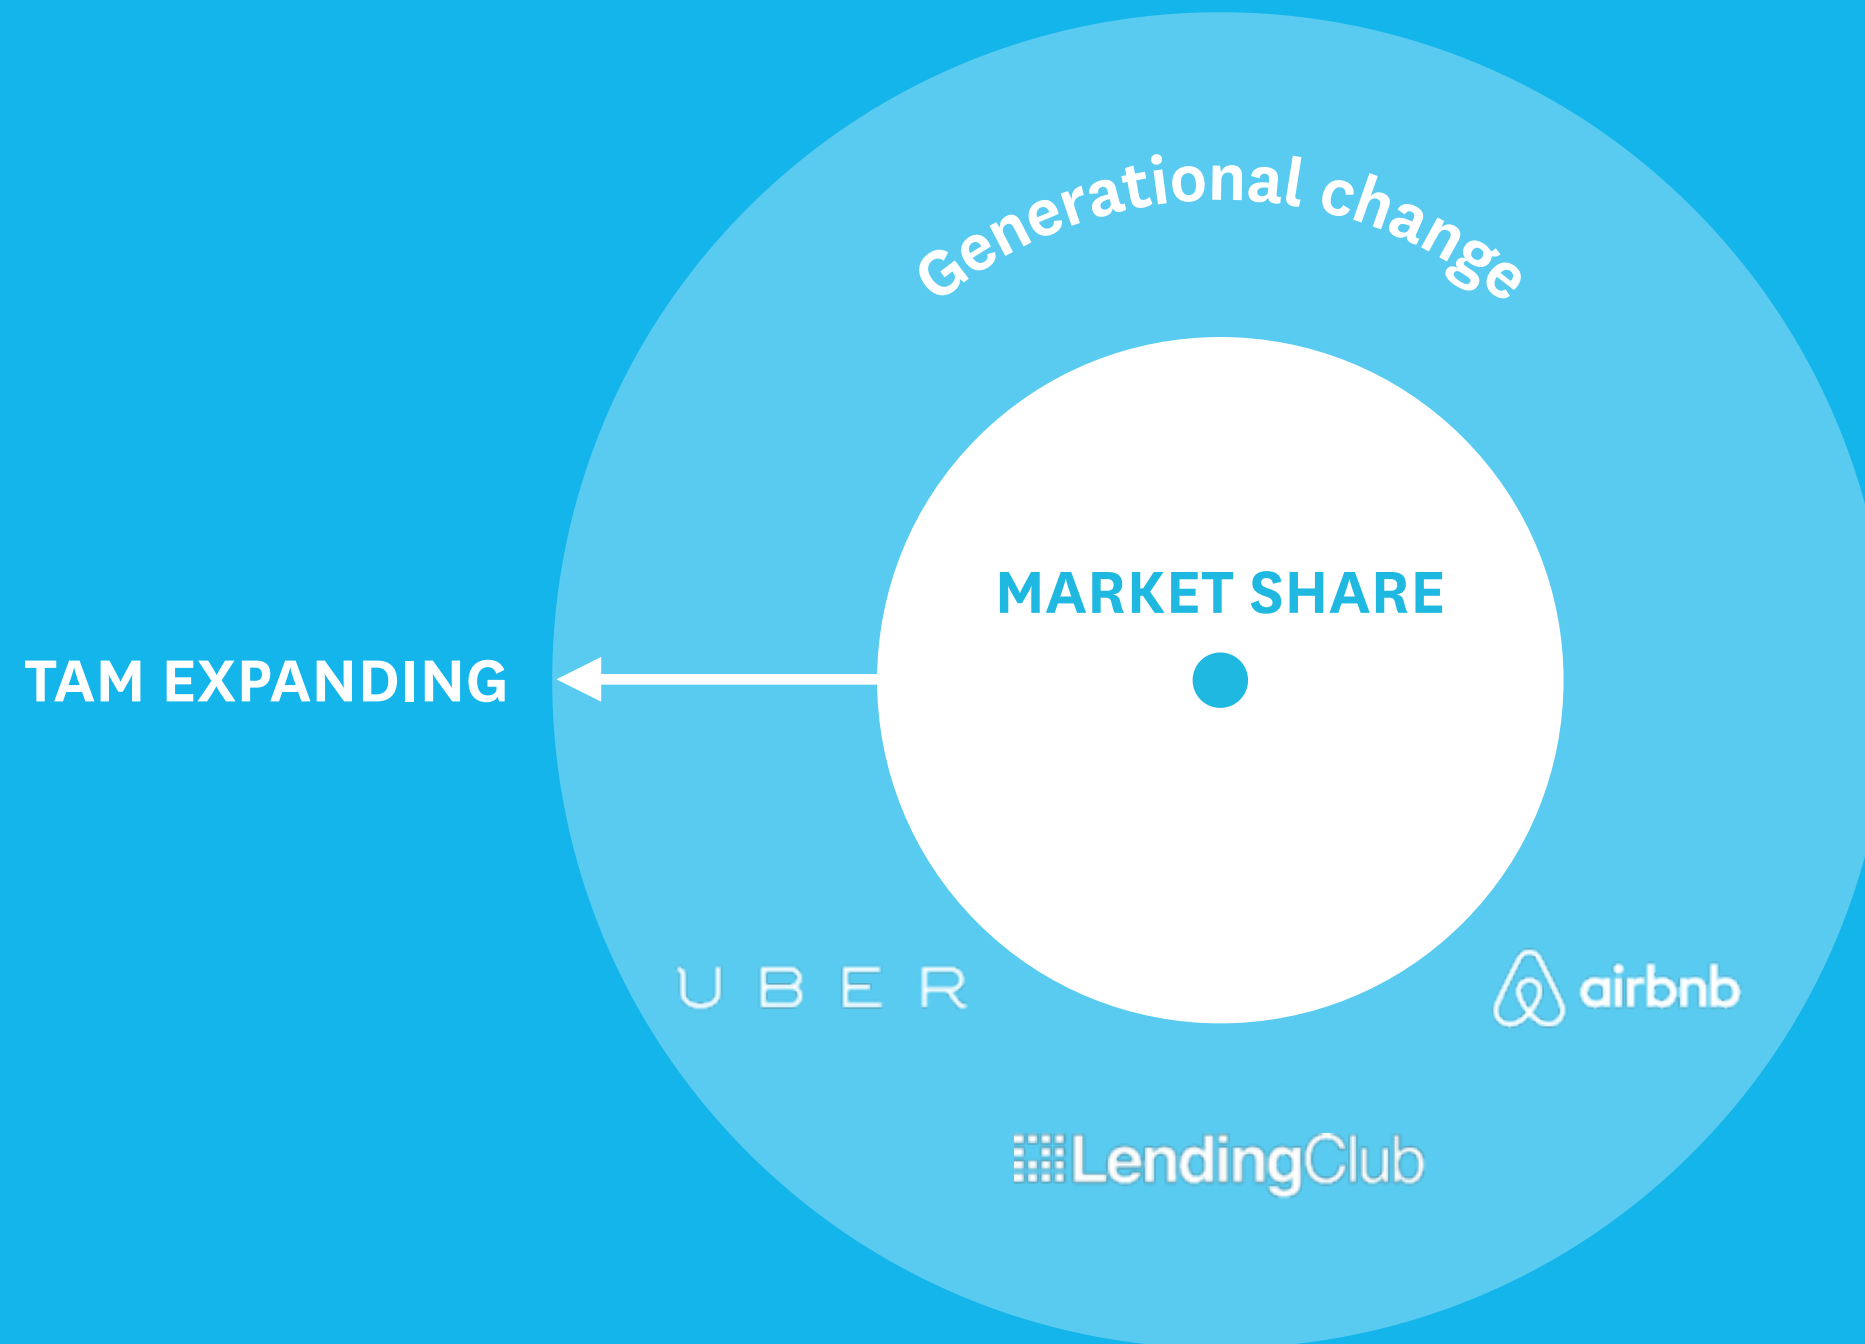 Generational change
MARKET SHARE
TAM EXPANDING
UBER
airbnb
LendingClub